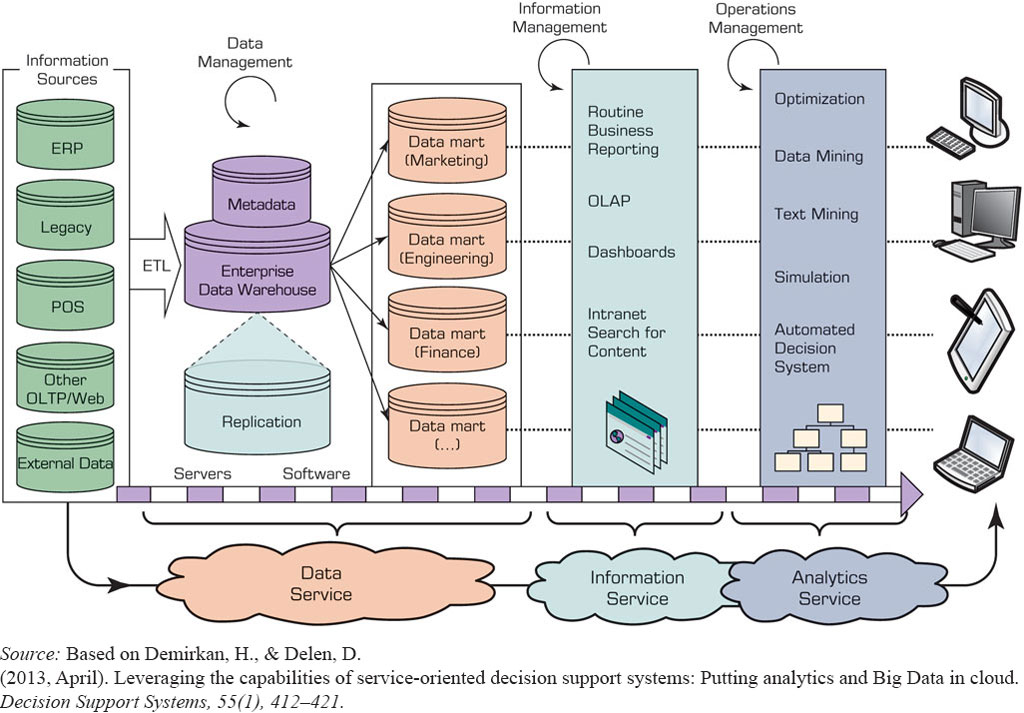 Information
Sources
ERP
Legacy
POS
Other
OLTP/Web
External Data
ETL
Data
Management
Metadata
Enterprise
Data Warehouse
Replication
Servers
Software
Data mart
(Marketing)
Data mart
(Engineering)
Data mart
(Finance)
Data mart
(...)
Information
Management
Routine
Business
Reporting
OLAP
Dashboards
Intranet
Search for
Content
Operations
Management
Optimization
Data Mining
Text Mining
Simulation
Automated
Decision
System
Data
Service
Information
Service
Analytics
Service
Source: Based on Demirkan, H., & Delen, D.
(2013, April). Leveraging the capabilities of service-oriented decision support systems: Putting analytics and Big Data in cloud.
Decision Support Systems, 55(1), 412–421.